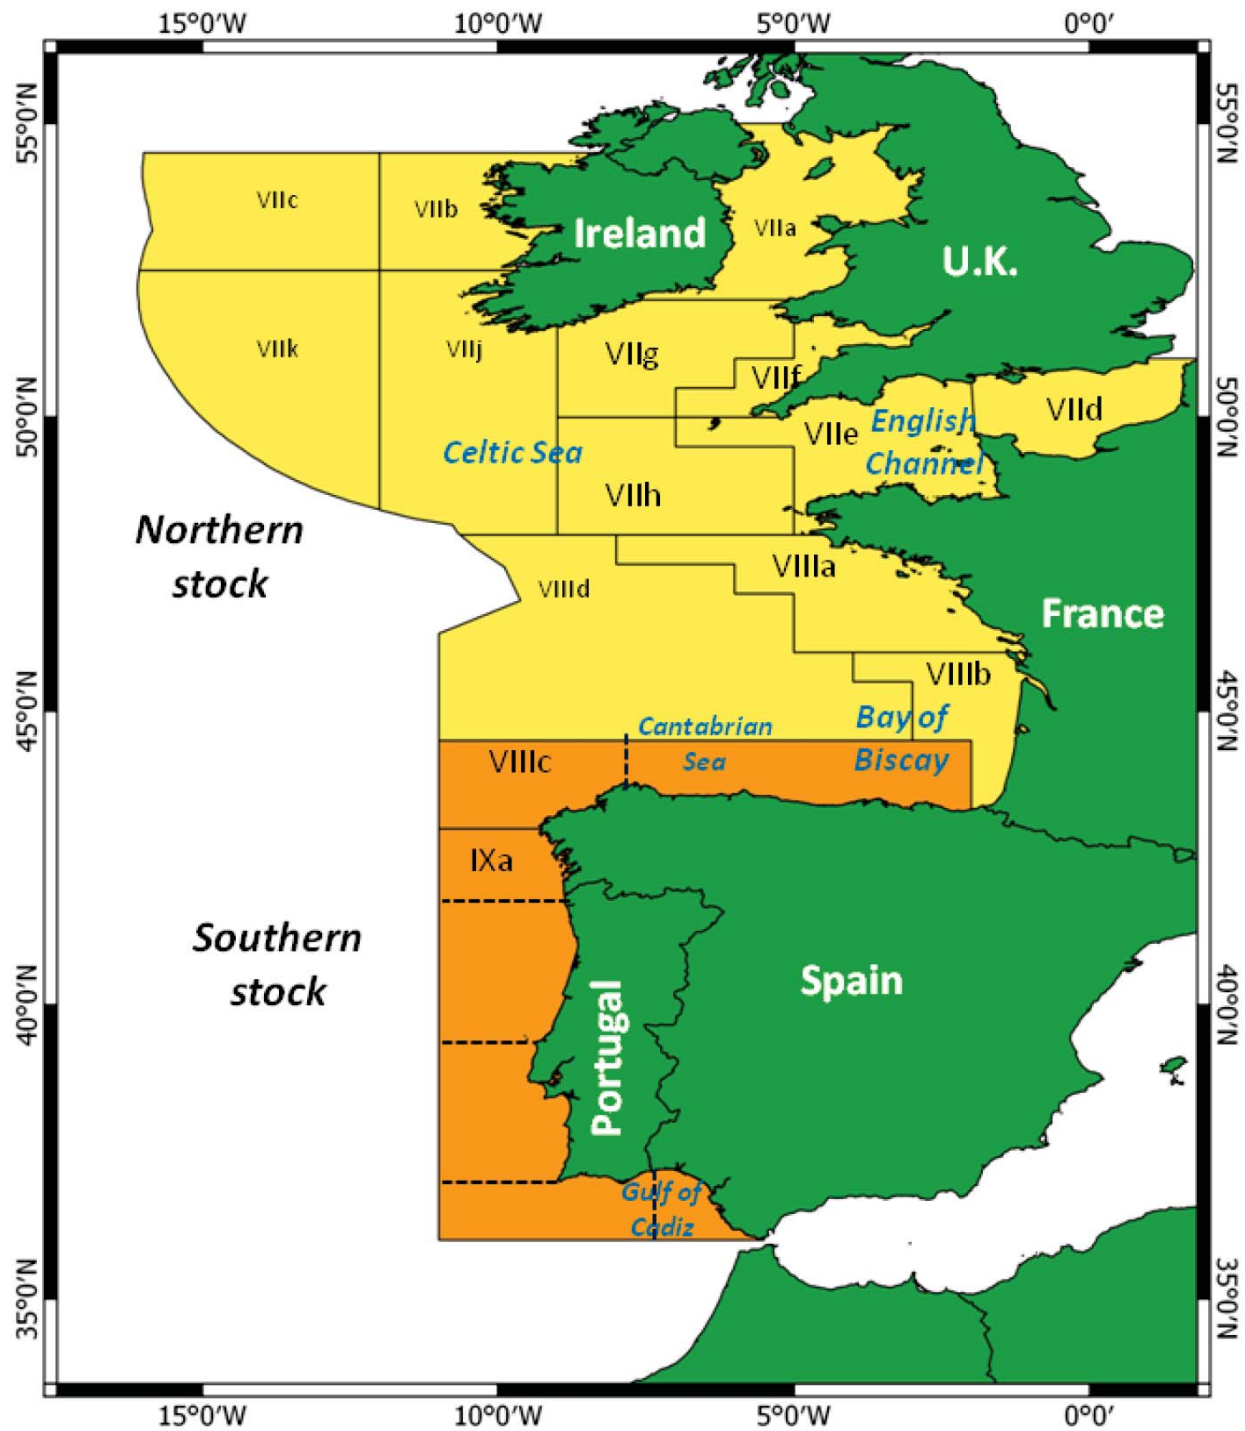 15°0′W 10°0′W 5°0′W 0°0′
55°0′N
55°0′N
VIIc
VIIb
Ireland
VIIa
U.K.
VIIk
VIIj
VIIg
VIIf
50°0′N
50°0′N
VIId
VIIe
English
Channel
Celtic Sea
VIIh
Northern
stock
VIIIa
VIIId
France
VIIIb
45°0′N
45°0′N
Bay of
Biscay
Cantabrian
Sea
VIIIc
IXa
Southern
stock
Spain
Portugal
40°0′N
40°0′N
Gulf of
Cadiz
35°0′N
35°0′N
15°0′W 10°0′W 5°0′W 0°0′